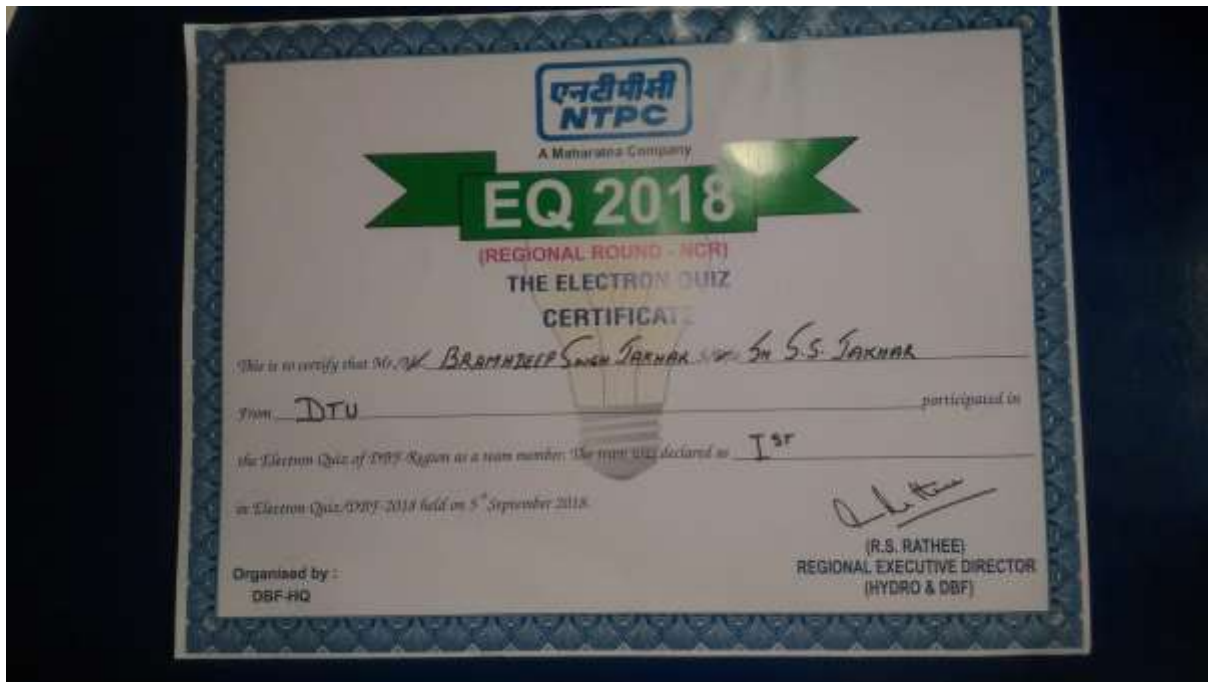 एनटीपीसी
NTPC
A Maharatna Company
EQ 2018
(REGIONAL ROUND - NCR)
THE ELECTRON QUIZ
CERTIFICATE
This is to certify that Mr./ BRAMHDEEP SINGH JAKHAR S/ SH S.S. JAKHAR
From DTU participated in
the Electron Quiz of DBF-Region as a team member. The team was declared as Ist
in Electron Quiz/DBF-2018 held on 5th September 2018.
(R.S. RATHEE)
Organised by : REGIONAL EXECUTIVE DIRECTOR
DBF-HQ (HYDRO & DBF)